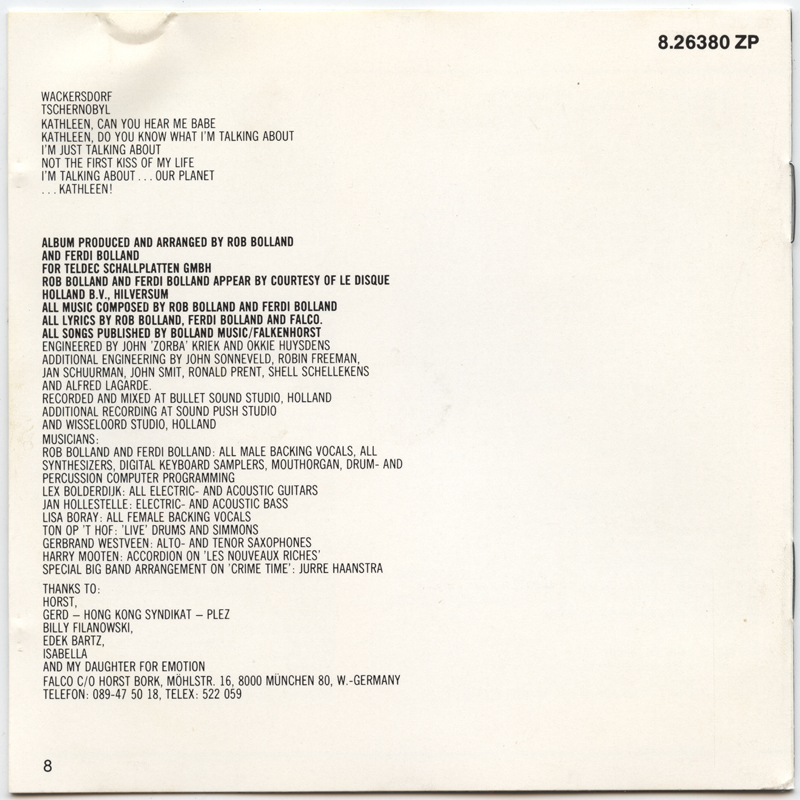 8.26380 ZP
WACKERSDORF
TSCHERNOBYL
KATHLEEN, CAN YOU HEAR ME BABE
KATHLEEN, DO YOU KNOW WHAT I'M TALKING ABOUT
I'M JUST TALKING ABOUT
NOT THE FIRST KISS OF MY LIFE
I'M TALKING ABOUT ... OUR PLANET
... KATHLEEN!
ALBUM PRODUCED AND ARRANGED BY ROB BOLLAND
AND FERDI BOLLAND
FOR TELDEC SCHALLPLATTEN GMBH
ROB BOLLAND AND FERDI BOLLAND APPEAR BY COURTESY OF LE DISQUE
HOLLAND B.V., HILVERSUM
ALL MUSIC COMPOSED BY ROB BOLLAND AND FERDI BOLLAND
ALL LYRICS BY ROB BOLLAND, FERDI BOLLAND AND FALCO.
ALL SONGS PUBLISHED BY BOLLAND MUSIC/FALKENHORST
ENGINEERED BY JOHN 'ZORBA' KRIEK AND OKKIE HUYSDENS
ADDITIONAL ENGINEERING BY JOHN SONNEVELD, ROBIN FREEMAN,
JAN SCHUURMAN, JOHN SMIT, RONALD PRENT, SHELL SCHELLEKENS
AND ALFRED LAGARDE.
RECORDED AND MIXED AT BULLET SOUND STUDIO, HOLLAND
ADDITIONAL RECORDING AT SOUND PUSH STUDIO
AND WISSELOORD STUDIO, HOLLAND
MUSICIANS:
ROB BOLLAND AND FERDI BOLLAND: ALL MALE BACKING VOCALS, ALL
SYNTHESIZERS, DIGITAL KEYBOARD SAMPLERS, MOUTHORGAN, DRUM- AND
PERCUSSION COMPUTER PROGRAMMING
LEX BOLDERDIJK: ALL ELECTRIC- AND ACOUSTIC GUITARS
JAN HOLLESTELLE: ELECTRIC- AND ACOUSTIC BASS
LISA BORAY: ALL FEMALE BACKING VOCALS
TON OP 'T HOF: 'LIVE' DRUMS AND SIMMONS
GERBRAND WESTVEEN: ALTO- AND TENOR SAXOPHONES
HARRY MOOTEN: ACCORDION ON 'LES NOUVEAUX RICHES'
SPECIAL BIG BAND ARRANGEMENT ON 'CRIME TIME': JURRE HAANSTRA
THANKS TO:
HORST,
GERD – HONG KONG SYNDIKAT – PLEZ
BILLY FILANOWSKI,
EDEK BARTZ,
ISABELLA
AND MY DAUGHTER FOR EMOTION
FALCO C/O HORST BORK, MÖHLSTR. 16, 8000 MÜNCHEN 80, W.-GERMANY
TELEFON: 089-47 50 18, TELEX: 522 059
8